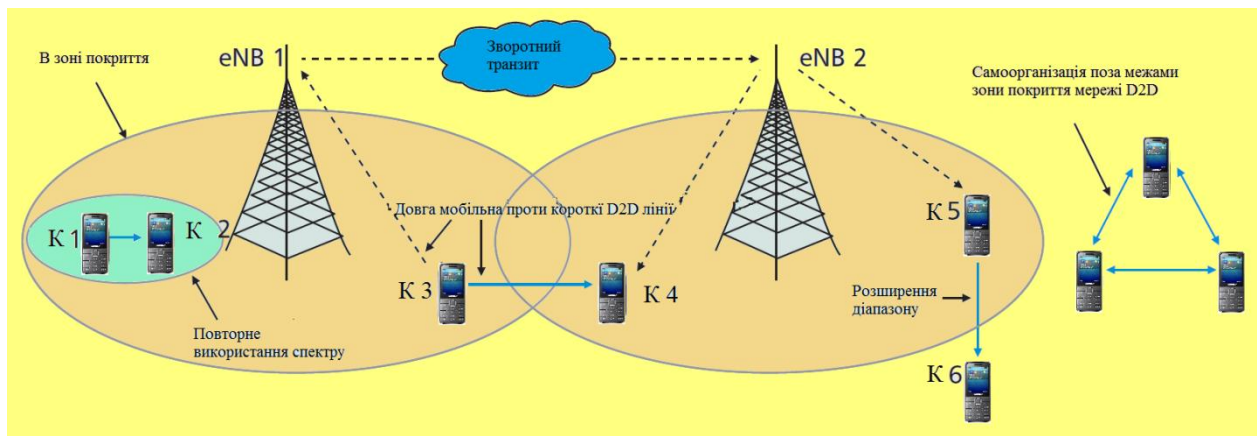 В зоні покриття
eNB 1
Зворотний
транзит
eNB 2
Самоорганізація поза межами
зони покриття мережі D2D
К 1
К 2
Довга мобільна проти короткї D2D лінії
К 3
К 4
К 5
Розширення
діапазону
Повторне
використання спектру
К 6